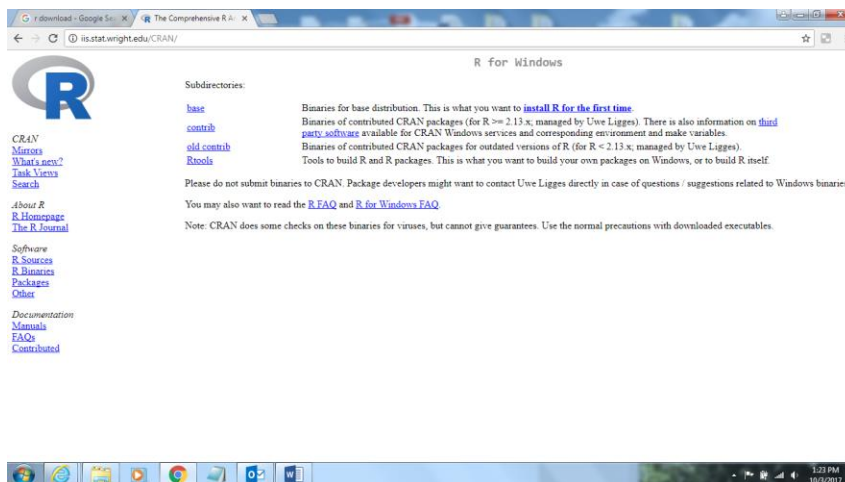 r download - Google Se
The Comprehensive R A
iis.stat.wright.edu/CRAN/
R
CRAN
Mirrors
What's new?
Task Views
Search
About R
R Homepage
The R Journal
Software
R Sources
R Binaries
Packages
Other
Documentation
Manuals
FAQs
Contributed
R for Windows
Subdirectories:
base Binaries for base distribution. This is what you want to install R for the first time.
contrib Binaries of contributed CRAN packages (for R >= 2.13.x; managed by Uwe Ligges). There is also information on third
party software available for CRAN Windows services and corresponding environment and make variables.
old contrib Binaries of contributed CRAN packages for outdated versions of R (for R < 2.13.x; managed by Uwe Ligges).
Rtools Tools to build R and R packages. This is what you want to build your own packages on Windows, or to build R itself.
Please do not submit binaries to CRAN. Package developers might want to contact Uwe Ligges directly in case of questions / suggestions related to Windows binarie
You may also want to read the R FAQ and R for Windows FAQ.
Note: CRAN does some checks on these binaries for viruses, but cannot give guarantees. Use the normal precautions with downloaded executables.
1:23 PM
10/3/2017